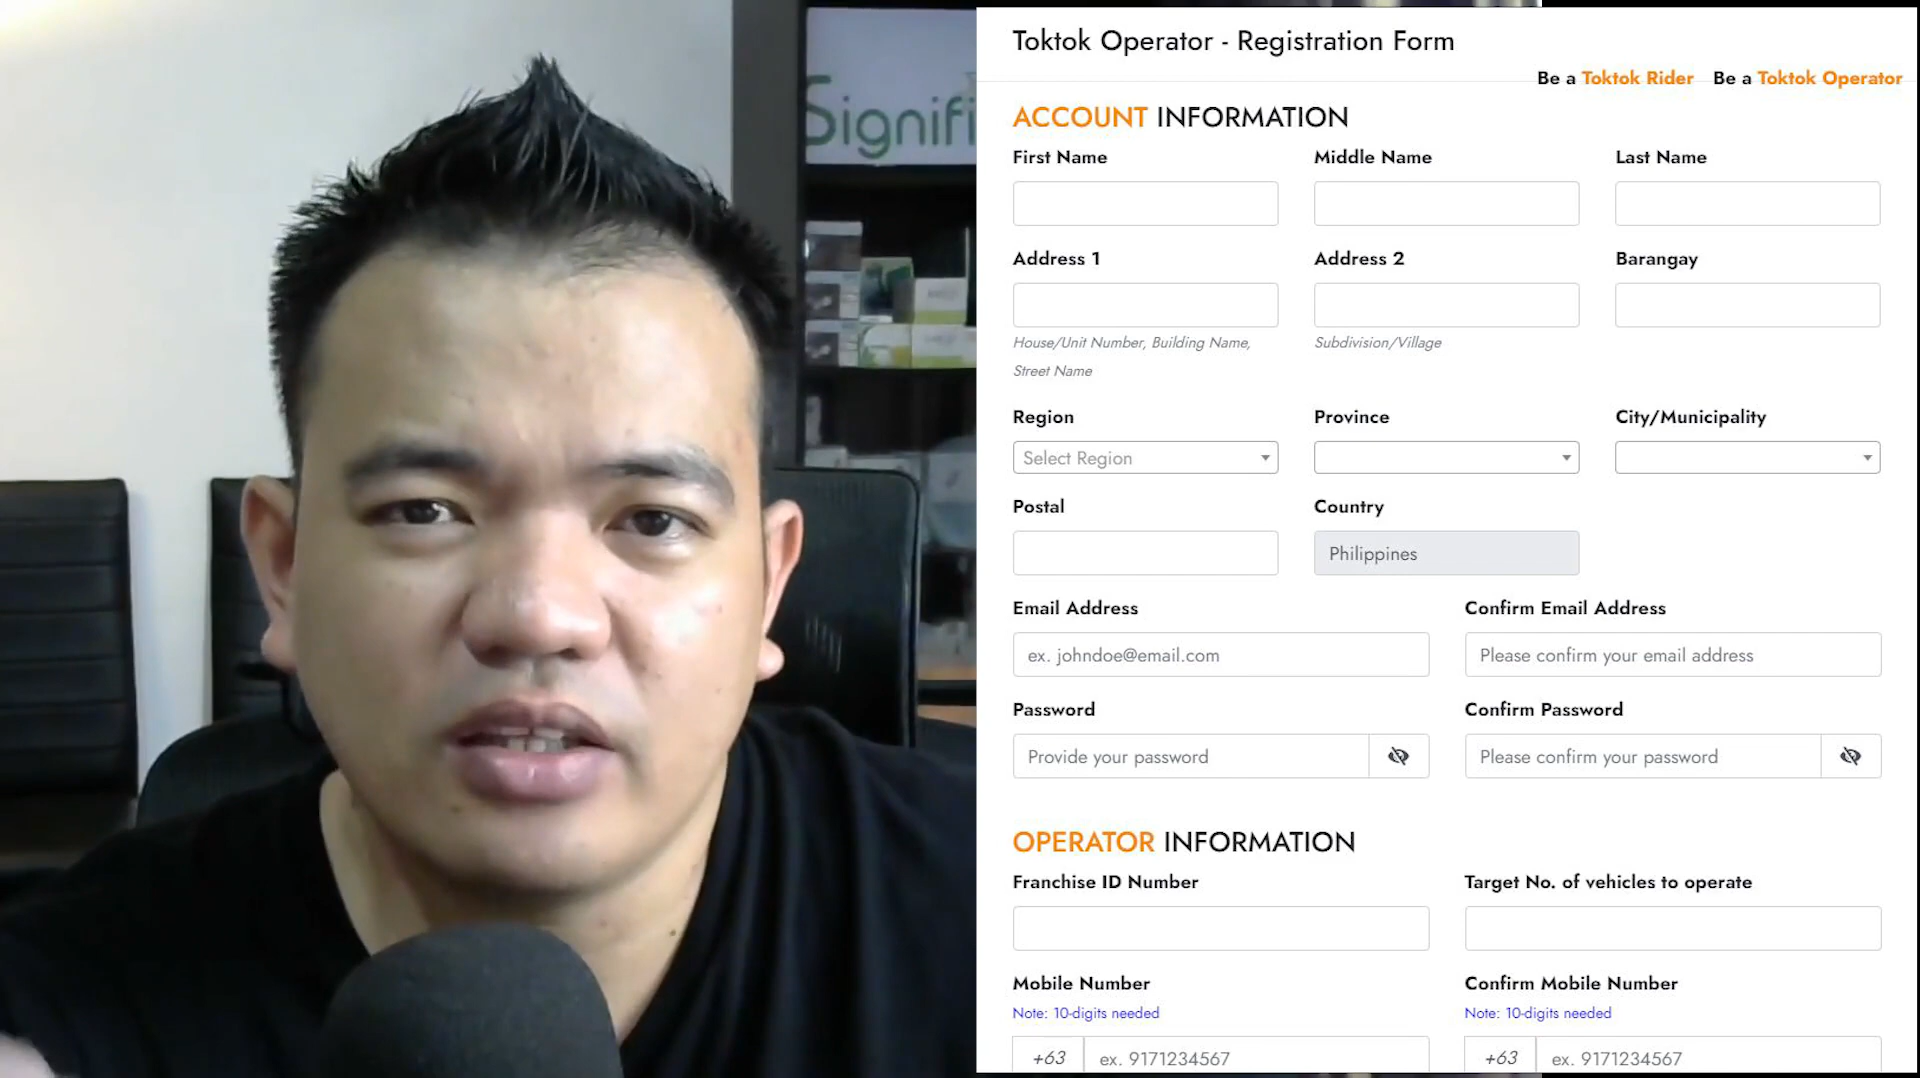 Signifi
Toktok Operator - Registration Form
Be a Toktok Rider Be a Toktok Operator
ACCOUNT INFORMATION
First Name Middle Name Last Name
Address 1 Address 2 Barangay
House/Unit Number, Building Name, Subdivision/Village
Street Name
Region Province City/Municipality
Select Region
Postal Country
Philippines
Email Address Confirm Email Address
ex. johndoe@email.com Please confirm your email address
Password Confirm Password
Provide your password Please confirm your password
OPERATOR INFORMATION
Franchise ID Number Target No. of vehicles to operate
Mobile Number Confirm Mobile Number
Note: 10-digits needed Note: 10-digits needed
+63 ex. 9171234567 +63 ex. 9171234567